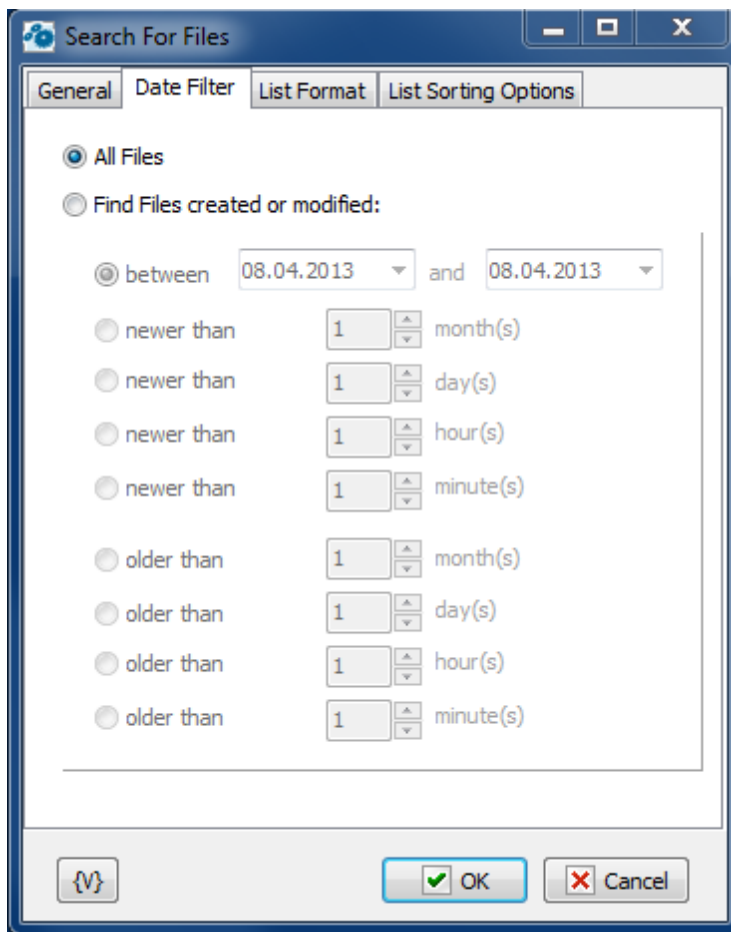 Search For Files
General Date Filter List Format List Sorting Options
All Files
Find Files created or modified:
between 08.04.2013 and 08.04.2013
newer than 1 month(s)
newer than 1 day(s)
newer than 1 hour(s)
newer than 1 minute(s)
older than 1 month(s)
older than 1 day(s)
older than 1 hour(s)
older than 1 minute(s)
{V} OK Cancel